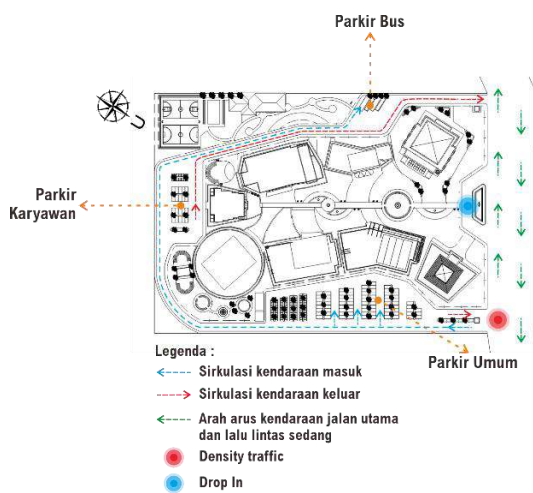 Parkir Bus
U
Parkir
Karyawan
Parkir Umum
Legenda :
Sirkulasi kendaraan masuk
Sirkulasi kendaraan keluar
Arah arus kendaraan jalan utama
dan lalu lintas sedang
Density traffic
Drop In